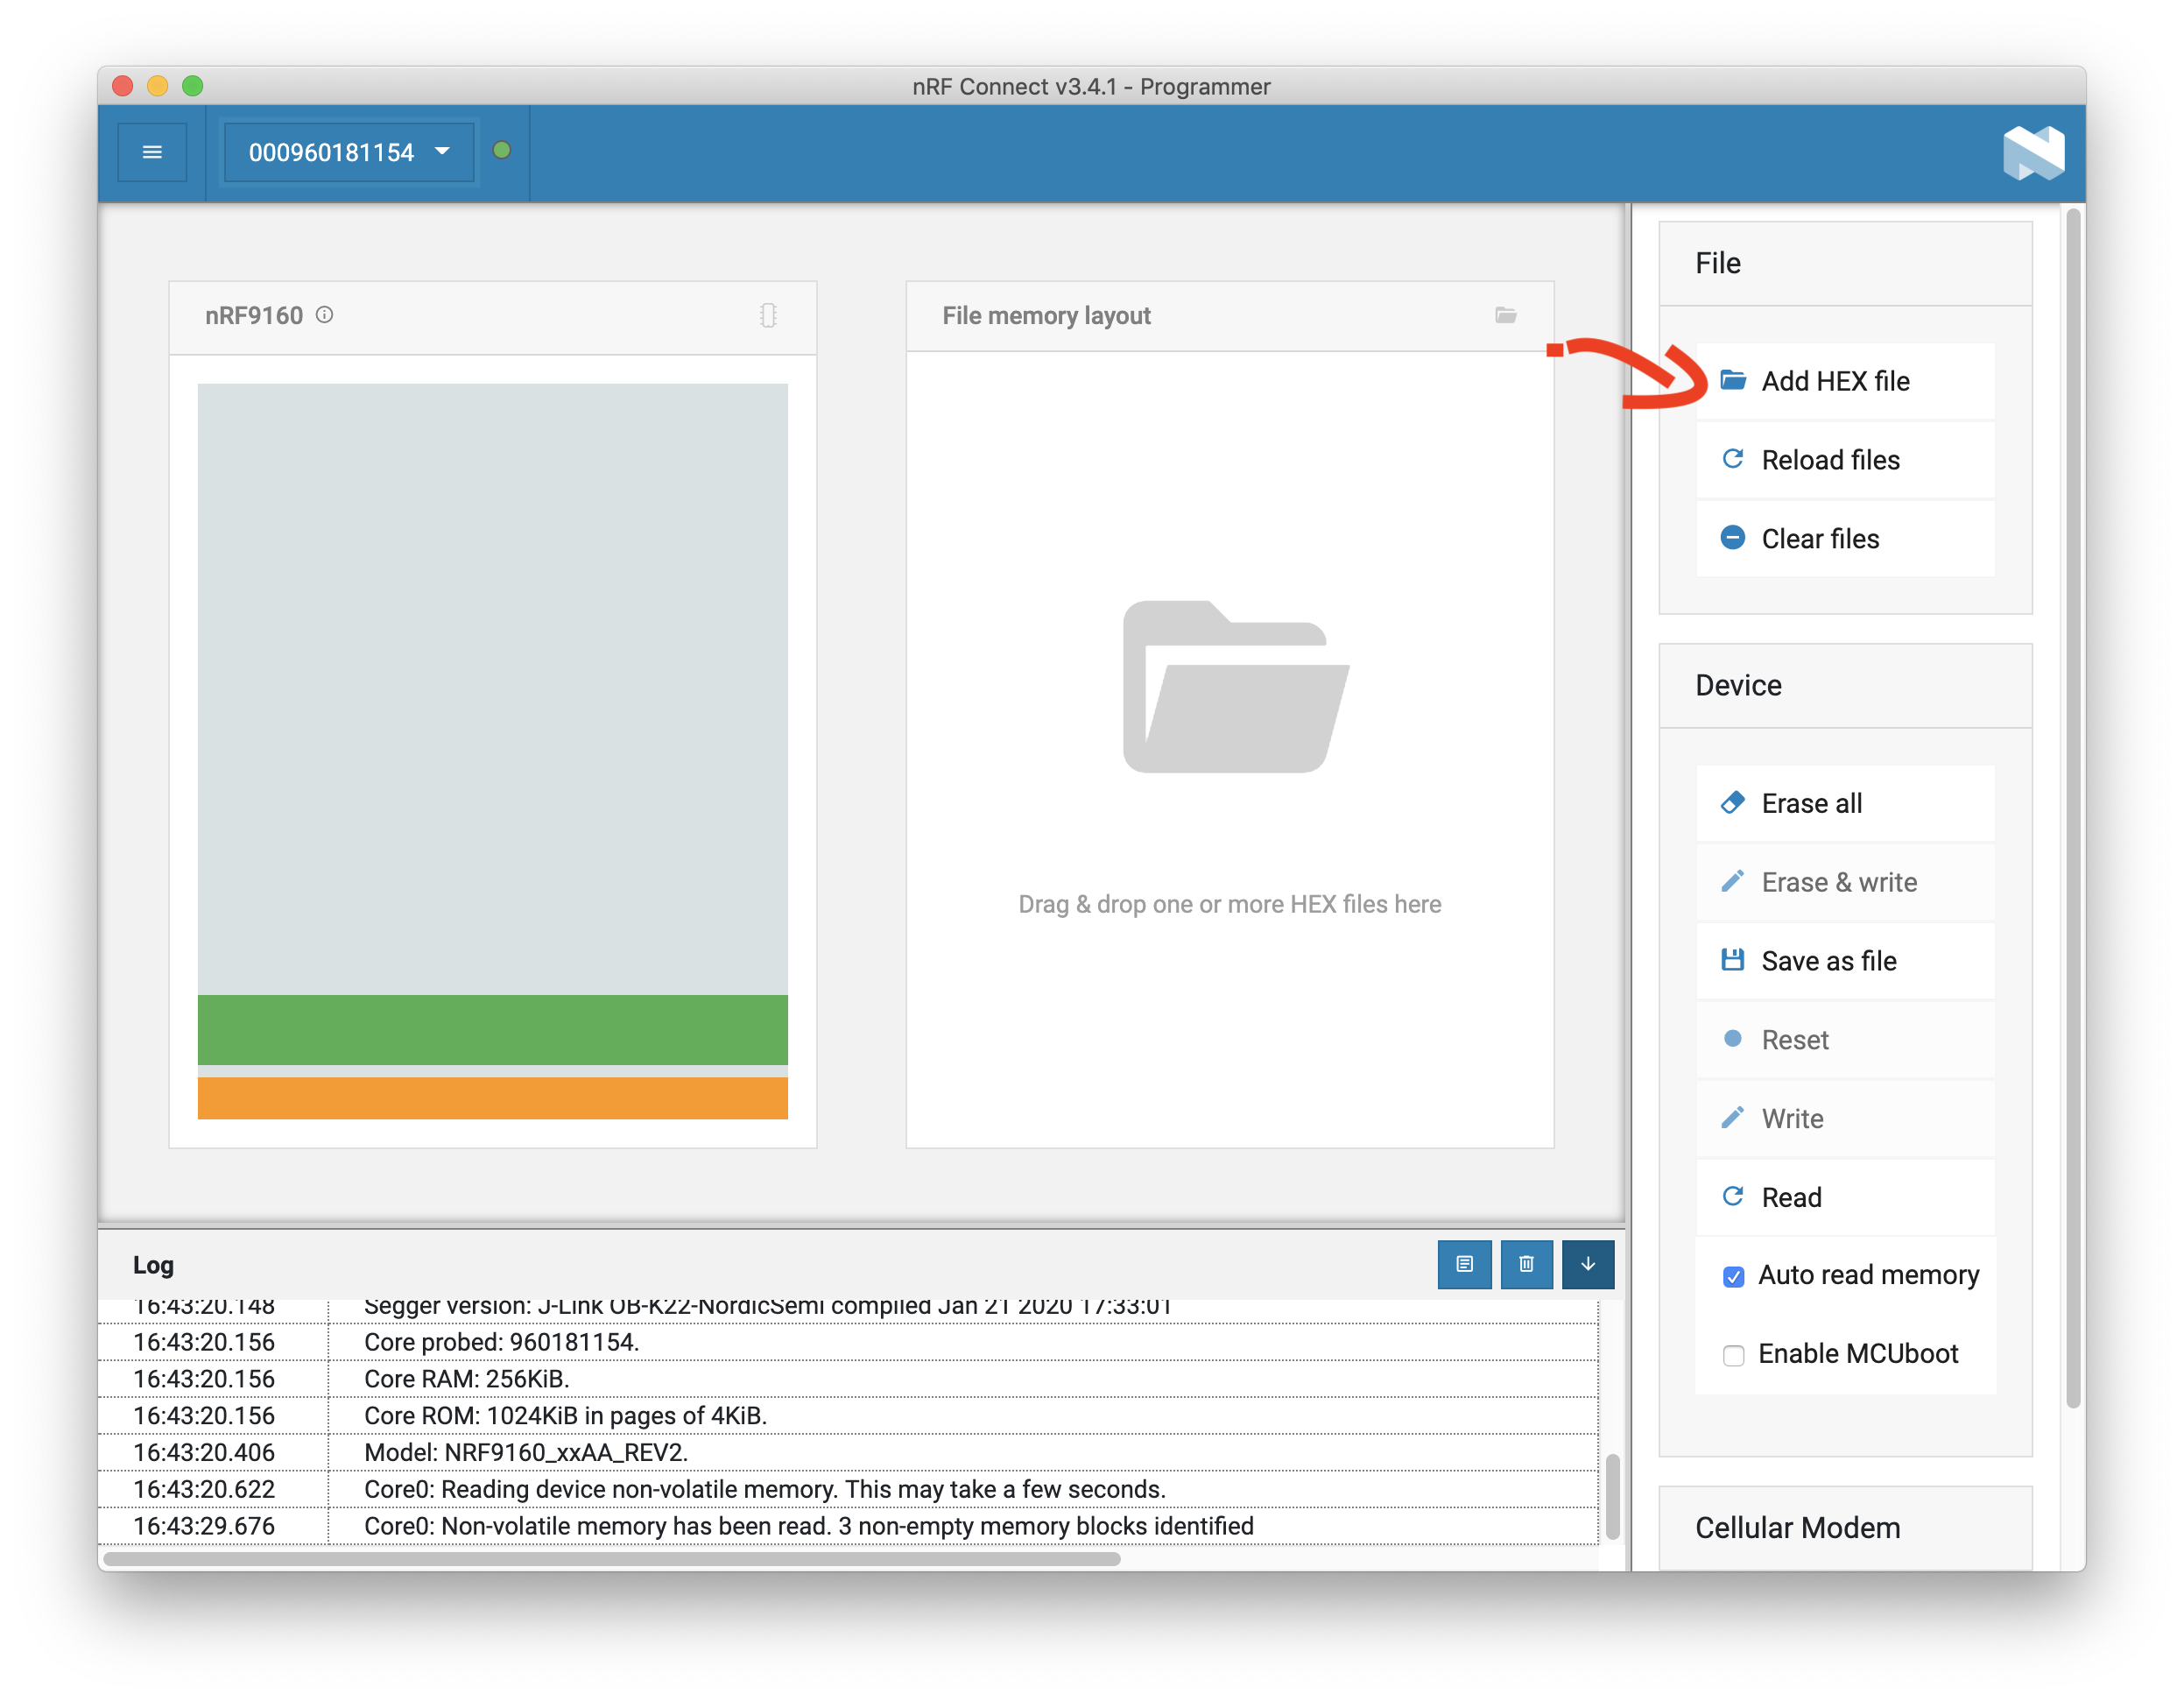 nRF Connect v3.4.1 - Programmer
000960181154
nRF9160
File memory layout
Drag & drop one or more HEX files here
File
Add HEX file
Reload files
Clear files
Device
Erase all
Erase & write
Save as file
Reset
Write
Read
Auto read memory
Enable MCUboot
Cellular Modem
Log
16:43:20.148 Segger version: J-Link OB-K22-NordicSemi compiled Jan 21 2020 17:33:01
16:43:20.156 Core probed: 960181154.
16:43:20.156 Core RAM: 256KiB.
16:43:20.156 Core ROM: 1024KiB in pages of 4KiB.
16:43:20.406 Model: NRF9160_xxAA_REV2.
16:43:20.622 Core0: Reading device non-volatile memory. This may take a few seconds.
16:43:29.676 Core0: Non-volatile memory has been read. 3 non-empty memory blocks identified